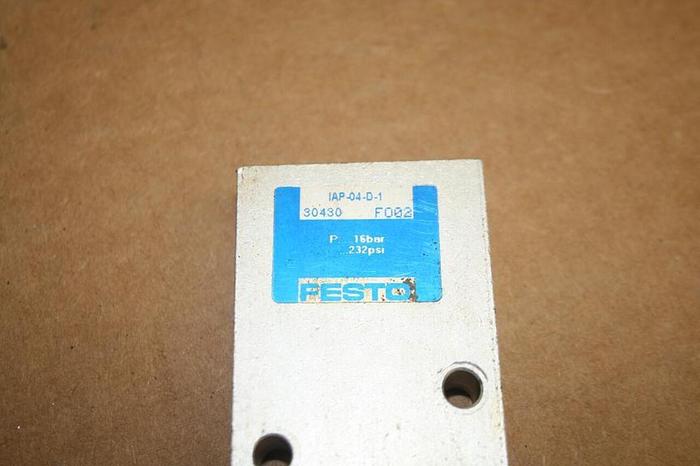 IAP-04-D-1
30430 F002
P 16bar
...232psi
FESTO